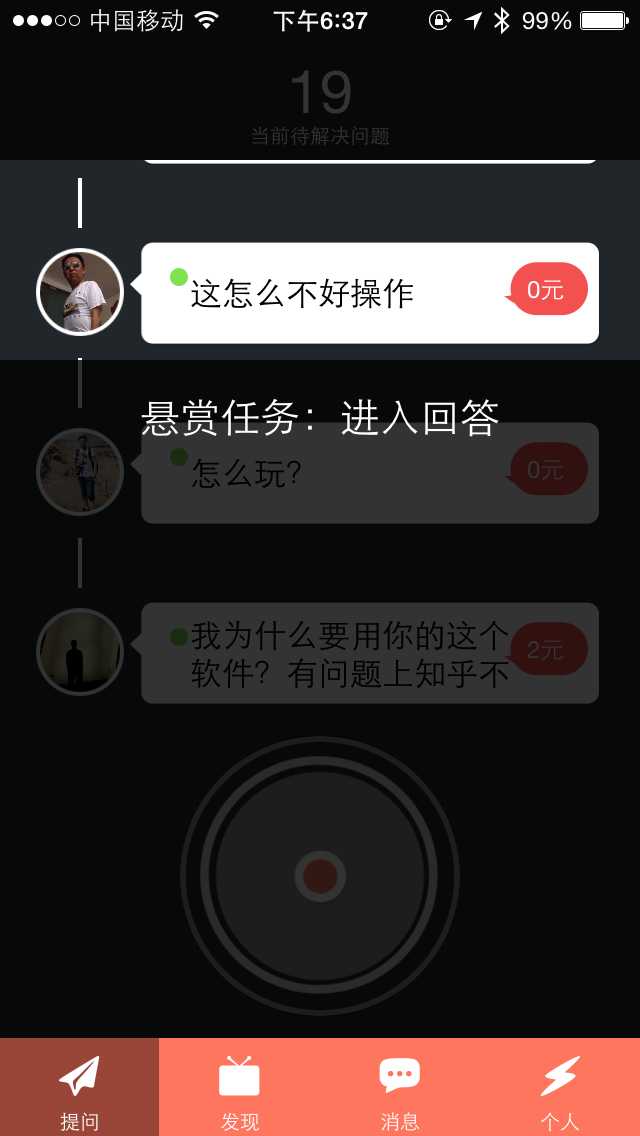 中国移动 下午6:37 99%
19
当前待解决问题
这怎么不好操作 0元
悬赏任务：进入回答
怎么玩？ 0元
我为什么要用你的这个 2元
软件？有问题上知乎不
提问 发现 消息 个人